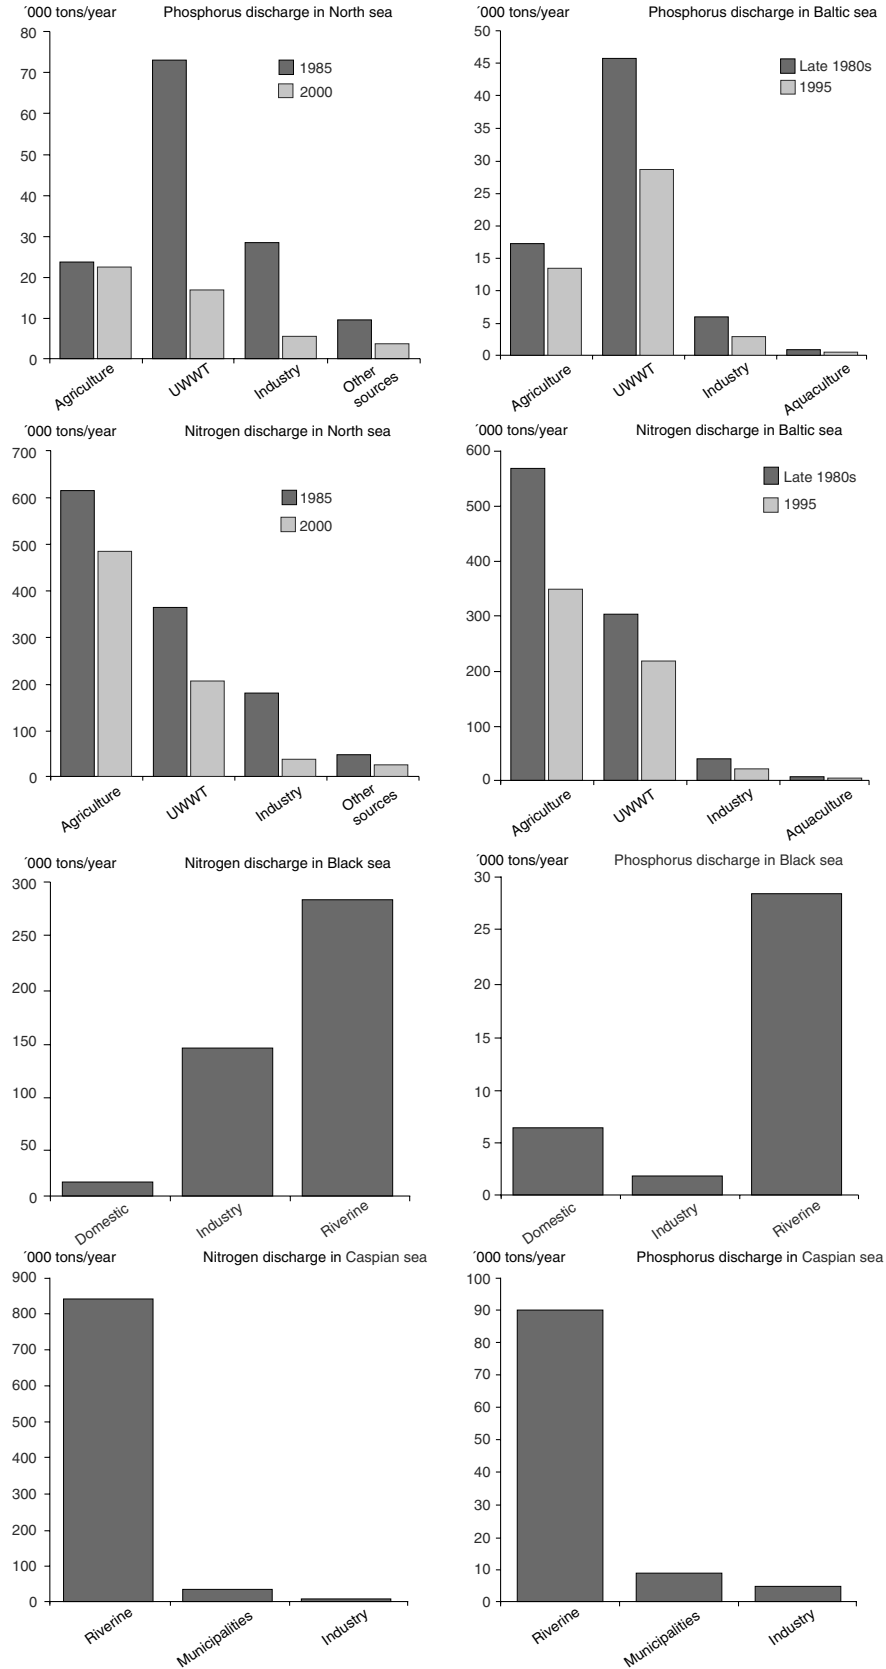 ´000 tons/year
Phosphorus discharge in North sea
80
70
60
50
40
30
20
10
0
1985
2000
Agriculture
UWWT
Industry
Other
sources
´000 tons/year
Phosphorus discharge in Baltic sea
50
45
40
35
30
25
20
15
10
5
0
Late 1980s
1995
Agriculture
UWWT
Industry
Aquaculture
´000 tons/year
Nitrogen discharge in North sea
700
600
500
400
300
200
100
0
1985
2000
Agriculture
UWWT
Industry
Other
sources
´000 tons/year
Nitrogen discharge in Baltic sea
600
500
400
300
200
100
0
Late 1980s
1995
Agriculture
UWWT
Industry
Aquaculture
´000 tons/year
Nitrogen discharge in Black sea
300
250
200
150
100
50
0
Domestic
Industry
Riverine
´000 tons/year
Phosphorus discharge in Black sea
30
25
20
15
10
5
0
Domestic
Industry
Riverine
´000 tons/year
Nitrogen discharge in Caspian sea
900
800
700
600
500
400
300
200
100
0
Riverine
Municipalities
Industry
´000 tons/year
Phosphorus discharge in Caspian sea
100
90
80
70
60
50
40
30
20
10
0
Riverine
Municipalities
Industry